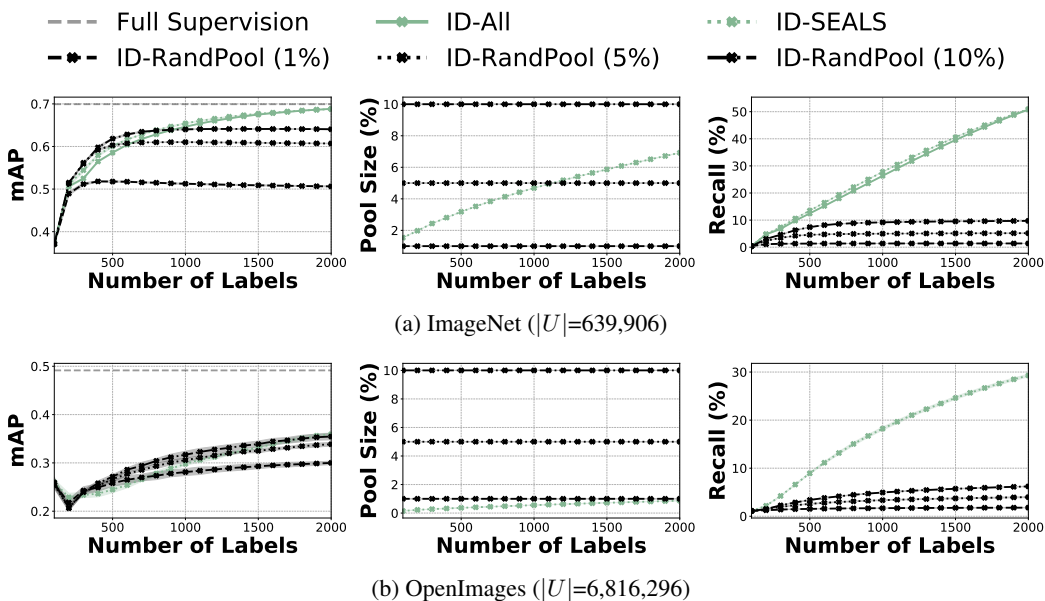 Full Supervision ID-All ID-SEALS
ID-RandPool (1%) ID-RandPool (5%) ID-RandPool (10%)
mAP
0.7
0.6
0.5
0.4
500 1000 1500 2000
Number of Labels
Pool Size (%)
10
8
6
4
2
500 1000 1500 2000
Number of Labels
Recall (%)
50
40
30
20
10
0
500 1000 1500 2000
Number of Labels
(a) ImageNet (|U|=639,906)
mAP
0.5
0.4
0.3
0.2
500 1000 1500 2000
Number of Labels
Pool Size (%)
10
8
6
4
2
0
500 1000 1500 2000
Number of Labels
Recall (%)
30
20
10
0
500 1000 1500 2000
Number of Labels
(b) OpenImages (|U|=6,816,296)